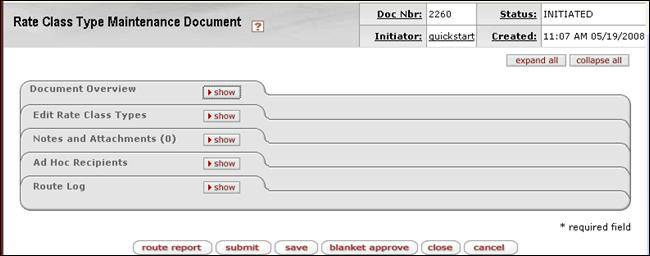 Rate Class Type Maintenance Document ?
Doc Nbr: 2260 Status: INITIATED
Initiator: quickstart Created: 11:07 AM 05/19/2008
expand all collapse all
Document Overview show
Edit Rate Class Types show
Notes and Attachments (0) show
Ad Hoc Recipients show
Route Log show
* required field
route report submit save blanket approve close cancel